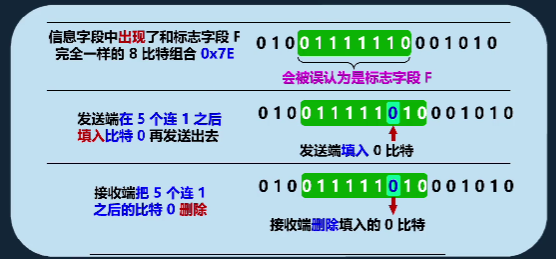 信息字段中出现了和标志字段 F
完全一样的 8 比特组合 0x7E
0 1 0 0 1 1 1 1 1 1 0 0 0 1 0 1 0
会被误认为是标志字段 F
发送端在 5 个连 1 之后
填入比特 0 再发送出去
0 1 0 0 1 1 1 1 1 0 1 0 0 0 1 0 1 0
发送端填入 0 比特
接收端把 5 个连 1
之后的比特 0 删除
0 1 0 0 1 1 1 1 1 0 1 0 0 0 1 0 1 0
接收端删除填入的 0 比特